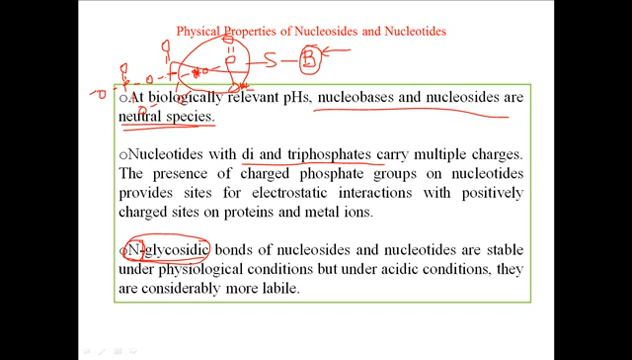 Physical Properties of Nucleosides and Nucleotides
O
O
P
S
B
O
O
P
O
O
At biologically relevant pHs, nucleobases and nucleosides are
neutral species.
Nucleotides with di and triphosphates carry multiple charges.
The presence of charged phosphate groups on nucleotides
provides sites for electrostatic interactions with positively
charged sites on proteins and metal ions.
N-glycosidic bonds of nucleosides and nucleotides are stable
under physiological conditions but under acidic conditions, they
are considerably more labile.